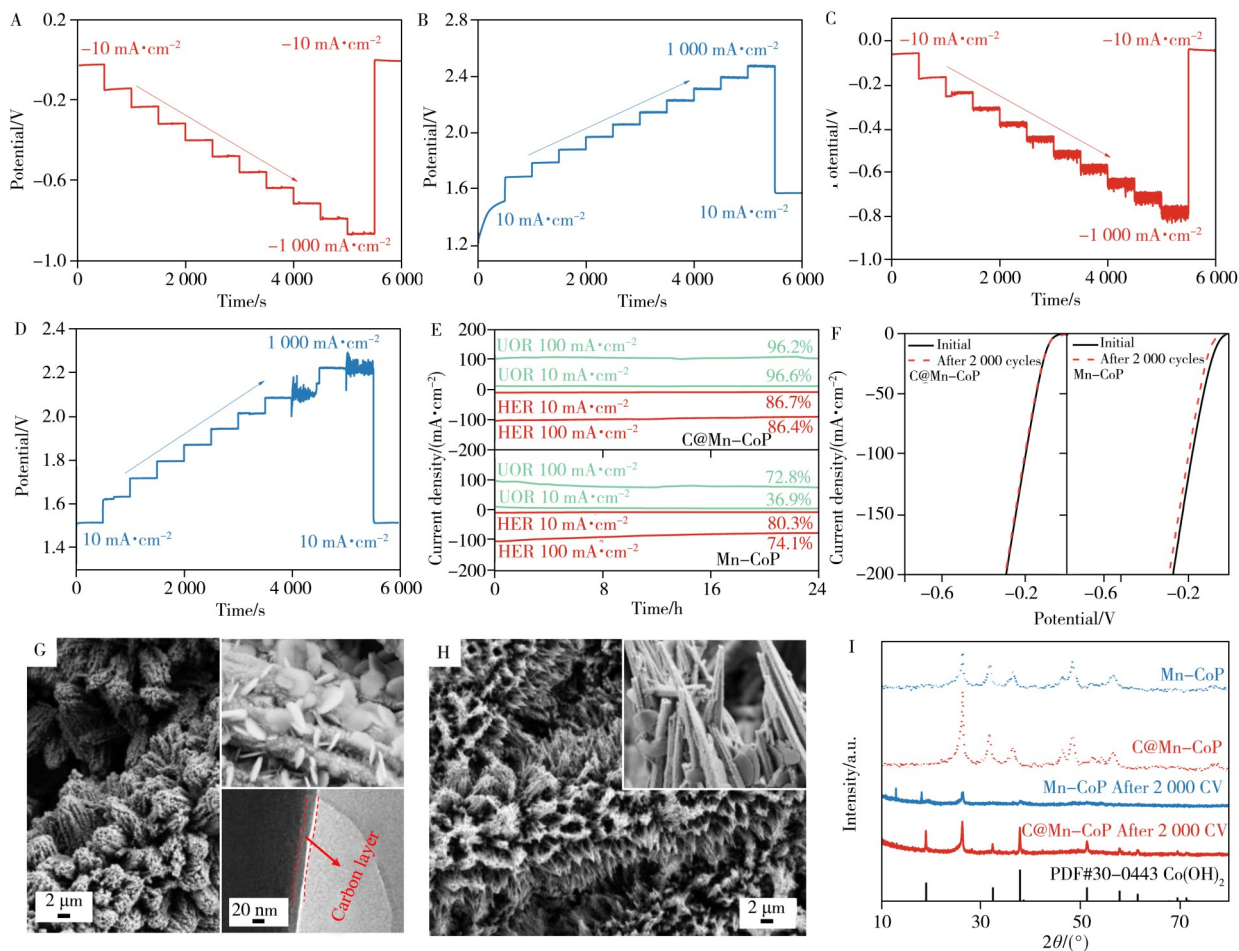 A
0.2
-0.2
-0.6
-1.0
Potential/V
-10 mA•cm⁻²
-10 mA•cm⁻²
-1 000 mA•cm⁻²
0
2 000
4 000
6 000
Time/s
B
2.8
2.4
2.0
1.6
1.2
Potential/V
1 000 mA•cm⁻²
10 mA•cm⁻²
10 mA•cm⁻²
0
2 000
4 000
6 000
Time/s
C
0.0
-0.2
-0.4
-0.6
-0.8
-1.0
otential/V
-10 mA•cm⁻²
-10 mA•cm⁻²
-1 000 mA•cm⁻²
0
2 000
4 000
6 000
Time/s
D
2.4
2.2
2.0
1.8
1.6
1.4
Potential/V
1 000 mA•cm⁻²
10 mA•cm⁻²
10 mA•cm⁻²
0
2 000
4 000
6 000
Time/s
E
200
100
0
-100
-200
200
100
0
-100
-200
Current density/(mA•cm⁻²)
UOR 100 mA•cm⁻² 96.2%
UOR 10 mA•cm⁻² 96.6%
HER 10 mA•cm⁻² 86.7%
HER 100 mA•cm⁻² 86.4%
C@Mn-CoP
UOR 100 mA•cm⁻² 72.8%
UOR 10 mA•cm⁻² 36.9%
HER 10 mA•cm⁻² 80.3%
HER 100 mA•cm⁻² 74.1%
Mn-CoP
0
8
16
24
Time/h
F
0
-50
-100
-150
-200
Current density/(mA•cm⁻²)
Initial
After 2 000 cycles
C@Mn-CoP
Initial
After 2 000 cycles
Mn-CoP
-0.6
-0.2
-0.6
-0.2
Potential/V
G
2 μm
20 nm
Carbon layer
H
2 μm
I
Intensity/a.u.
Mn-CoP
C@Mn-CoP
Mn-CoP After 2 000 CV
C@Mn-CoP After 2 000 CV
PDF#30-0443 Co(OH)₂
10
30
50
70
2θ/(°)